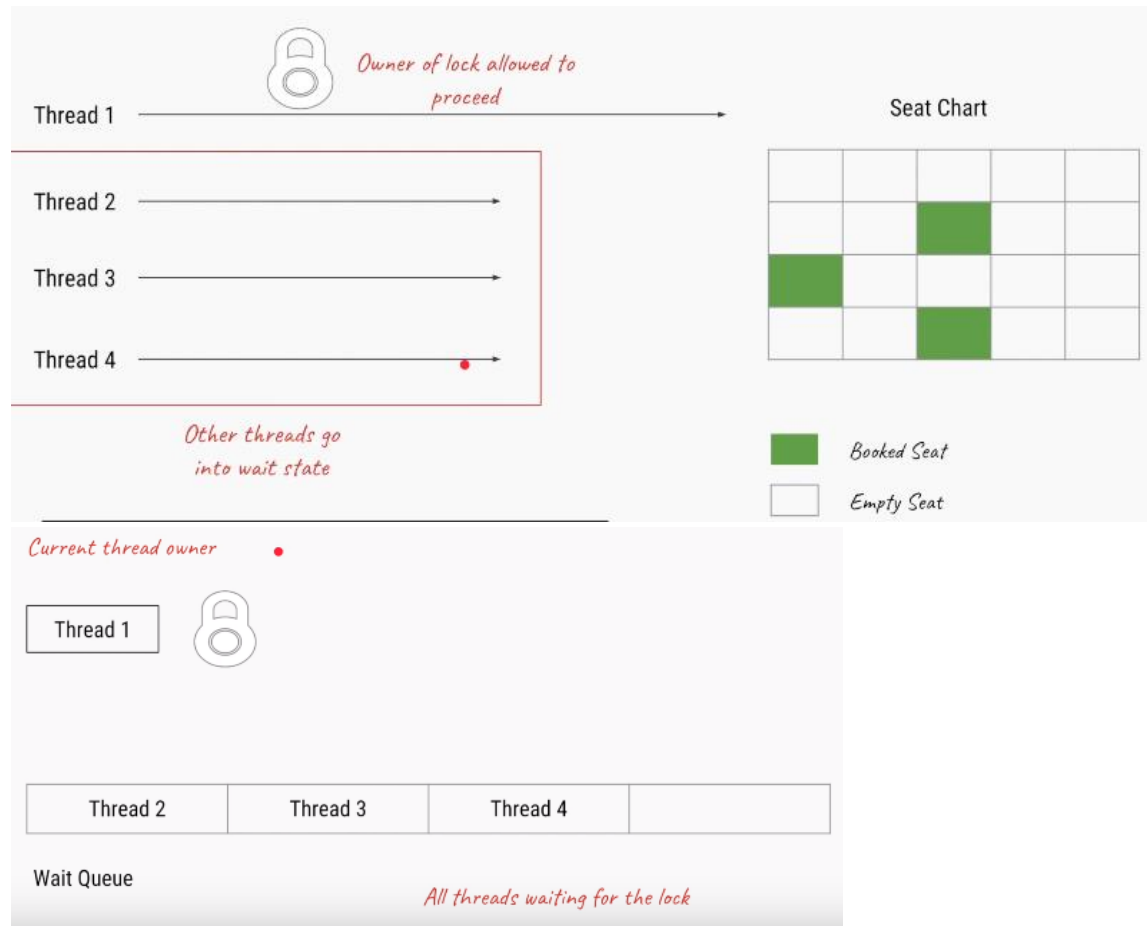 Owner of lock allowed to
proceed
Thread 1
Seat Chart
Thread 2
Thread 3
Thread 4
Other threads go
into wait state
Booked Seat
Empty Seat
Current thread owner
Thread 1
Thread 2
Thread 3
Thread 4
Wait Queue
All threads waiting for the lock